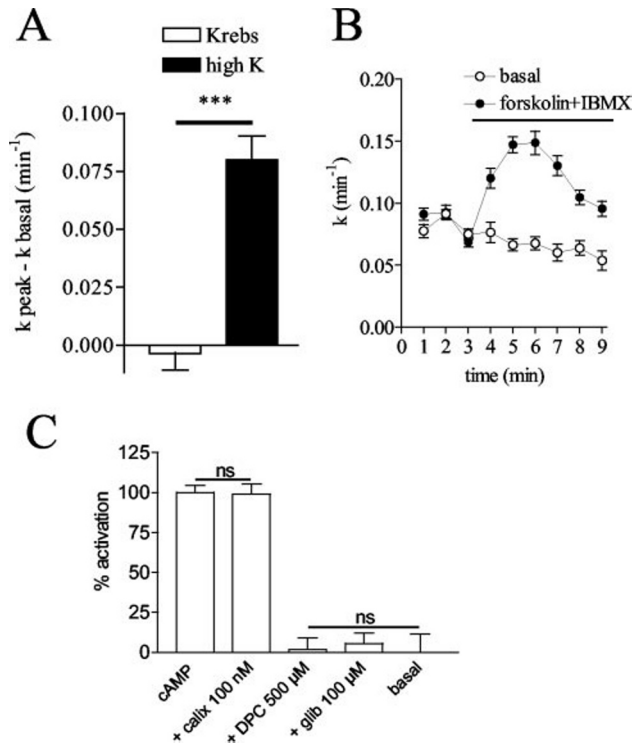 A
Krebs
high K
***
0.100
0.075
0.050
0.025
0.000
k peak - k basal (min⁻¹)
B
basal
forskolin+IBMX
0.20
0.15
0.10
0.05
0.00
k (min⁻¹)
0 1 2 3 4 5 6 7 8 9
time (min)
C
125
100
75
50
25
0
% activation
ns
ns
cAMP
+ calix 100 nM
+ DPC 500 µM
+ glib 100 µM
basal